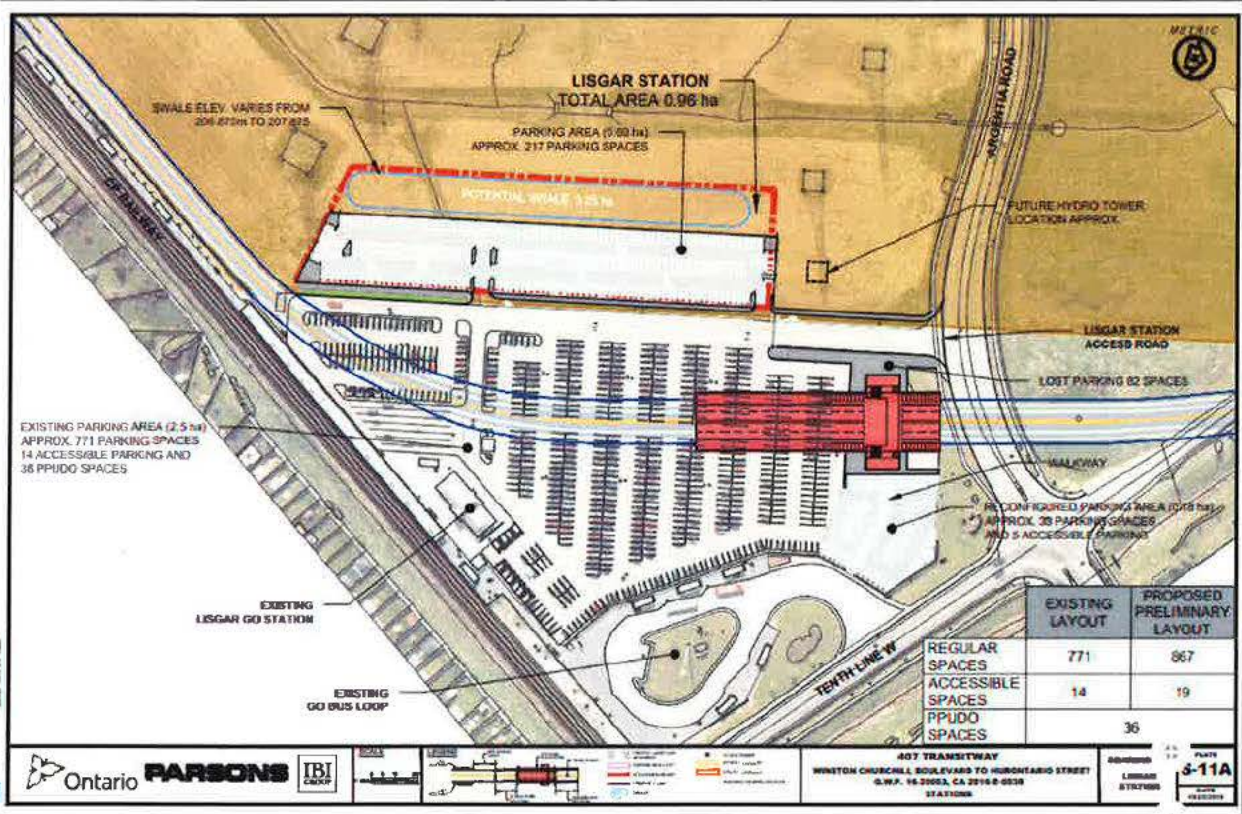 METRIC
LISGAR STATION
TOTAL AREA 0.96 ha
SWALE ELEV. VARIES FROM
PARKING AREA
APPROX. 217 PARKING SPACES
ARGENTIA ROAD
CP RAILWAY
POTENTIAL SWALE
FUTURE HYDRO TOWER
LOCATION APPROX.
LISGAR STATION
ACCESS ROAD
LOST PARKING 82 SPACES
EXISTING PARKING AREA (2.5 ha)
APPROX. 771 PARKING SPACES
14 ACCESSIBLE PARKING AND
PPUDO SPACES
WALKWAY
RECONFIGURED PARKING AREA
APPROX. PARKING SPACES
AND 5 ACCESSIBLE PARKING
EXISTING
LISGAR GO STATION
EXISTING
GO BUS LOOP
TENTH LINE W
EXISTING LAYOUT
PROPOSED PRELIMINARY LAYOUT
REGULAR SPACES 771 867
ACCESSIBLE SPACES 14 19
PPUDO SPACES 36
Ontario
PARSONS
IBI
GROUP
SCALE
LEGEND
407 TRANSITWAY
WINSTON CHURCHILL BOULEVARD TO HURONTARIO STREET
STATIONS
LISGAR
STATION
PLATE
5-11A